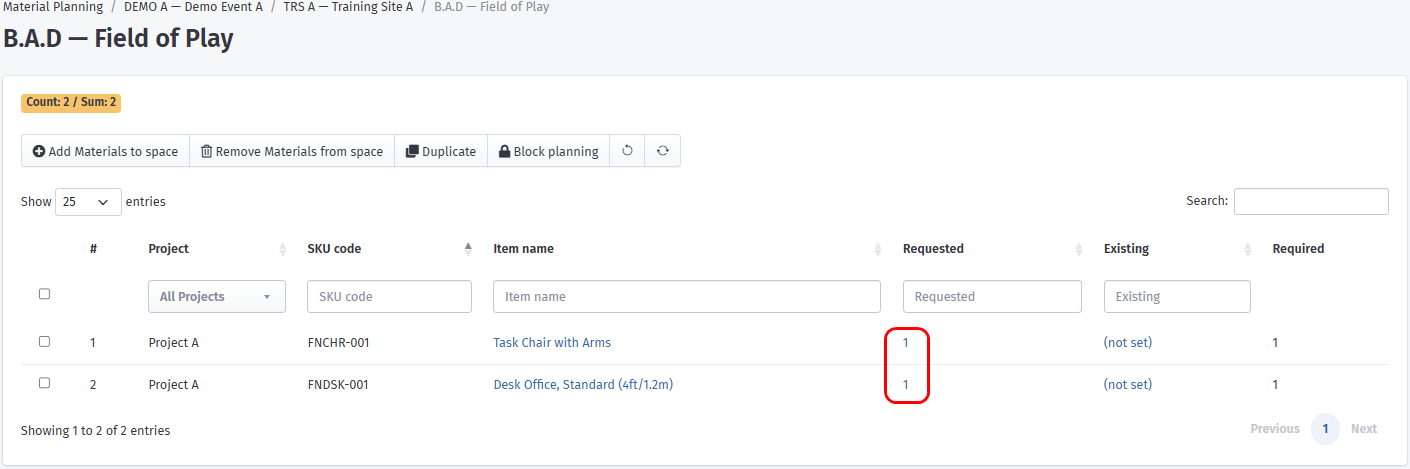 Material Planning / DEMO A — Demo Event A / TRS A — Training Site A / B.A.D — Field of Play
B.A.D — Field of Play
Count: 2 / Sum: 2
Add Materials to space Remove Materials from space Duplicate Block planning
Show 25 entries Search:
# Project SKU code Item name Requested Existing Required
All Projects SKU code Item name Requested Existing
1 Project A FNCHR-001 Task Chair with Arms 1 (not set) 1
2 Project A FNDSK-001 Desk Office, Standard (4ft/1.2m) 1 (not set) 1
Showing 1 to 2 of 2 entries Previous 1 Next